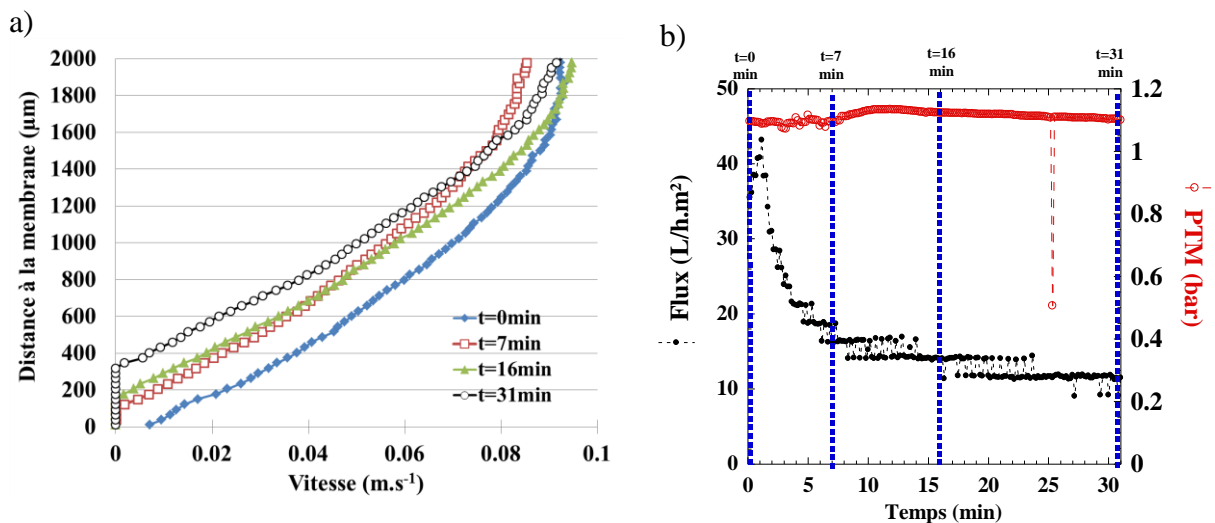 a)
2000
1800
1600
1400
1200
1000
800
600
400
200
0
Distance à la membrane (µm)
t=0min
t=7min
t=16min
t=31min
0
0.02
0.04
0.06
0.08
0.1
Vitesse (m.s⁻¹)
b)
t=0
min
t=7
min
t=16
min
t=31
min
50
40
30
20
10
0
Flux (L/h.m²)
1.2
1
0.8
0.6
0.4
0.2
0
PTM (bar)
0
5
10
15
20
25
30
Temps (min)